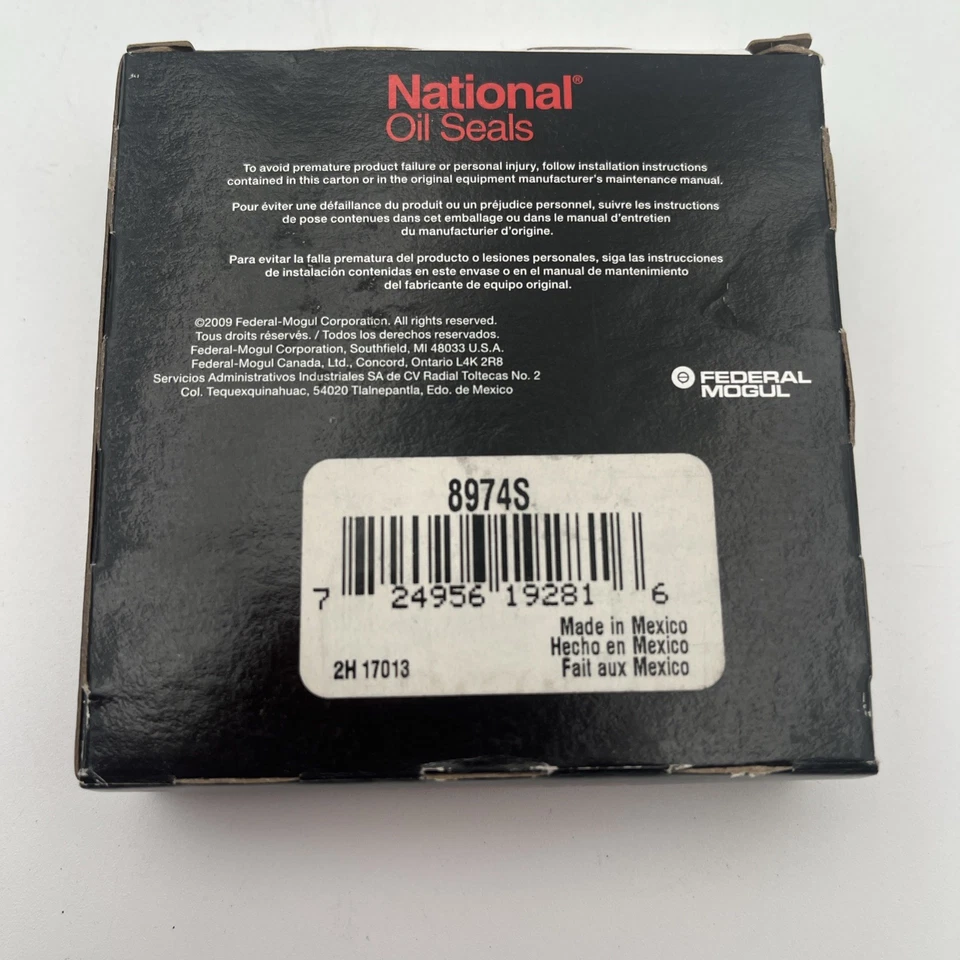 National®
Oil Seals
To avoid premature product failure or personal injury, follow installation instructions
contained in this carton or in the original equipment manufacturer's maintenance manual.
Pour éviter une défaillance du produit ou un préjudice personnel, suivre les instructions
de pose contenues dans cet emballage ou dans le manuel d'entretien
du manufacturier d'origine.
Para evitar la falla prematura del producto o lesiones personales, siga las instrucciones
de instalación contenidas en este envase o en el manual de mantenimiento
del fabricante de equipo original.
©2009 Federal-Mogul Corporation. All rights reserved.
Tous droits réservés. / Todos los derechos reservados.
Federal-Mogul Corporation, Southfield, MI 48033 U.S.A.
Federal-Mogul Canada, Ltd., Concord, Ontario L4K 2R8
Servicios Administrativos Industriales SA de CV Radial Toltecas No. 2
Col. Tequexquinahuac, 54020 Tlalnepantla, Edo. de Mexico
FEDERAL
MOGUL
8974S
7 24956 19281 6
Made in Mexico
Hecho en Mexico
2H 17013 Fait aux Mexico